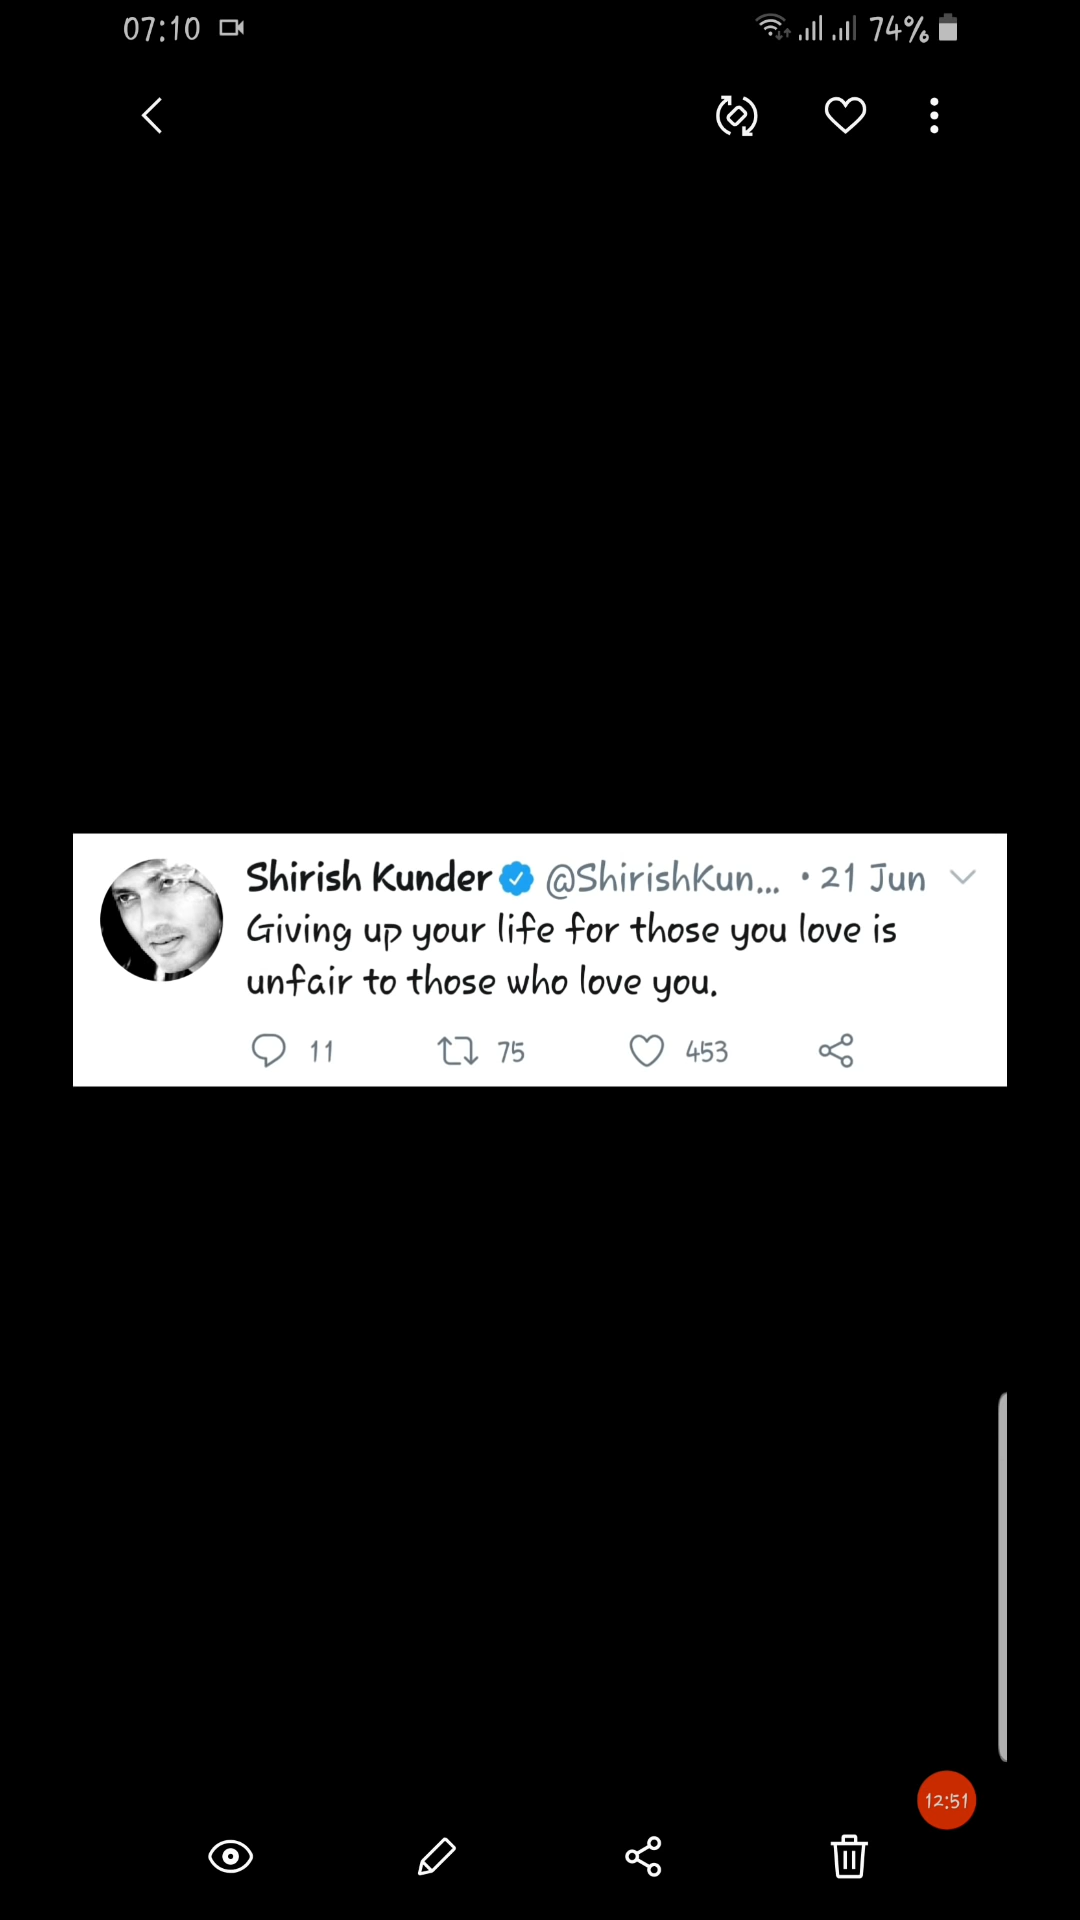 07:10 74%
Shirish Kunder @ShirishKun... • 21 Jun
Giving up your life for those you love is
unfair to those who love you.
11 75 453
12:51